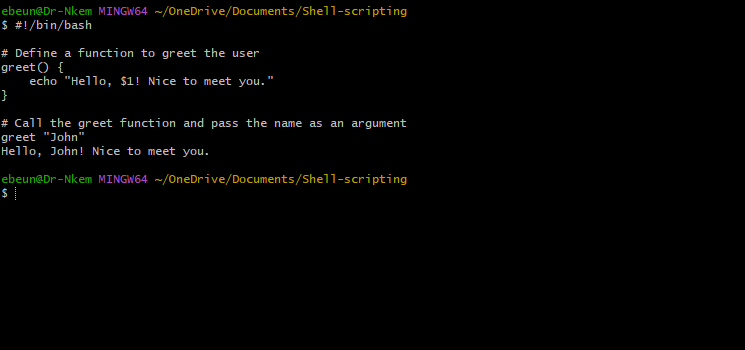 ebeun@Dr-Nkem MINGW64 ~/OneDrive/Documents/Shell-scripting
$ #!/bin/bash
# Define a function to greet the user
greet() {
    echo "Hello, $1! Nice to meet you."
}
# Call the greet function and pass the name as an argument
greet "John"
Hello, John! Nice to meet you.
ebeun@Dr-Nkem MINGW64 ~/OneDrive/Documents/Shell-scripting
$